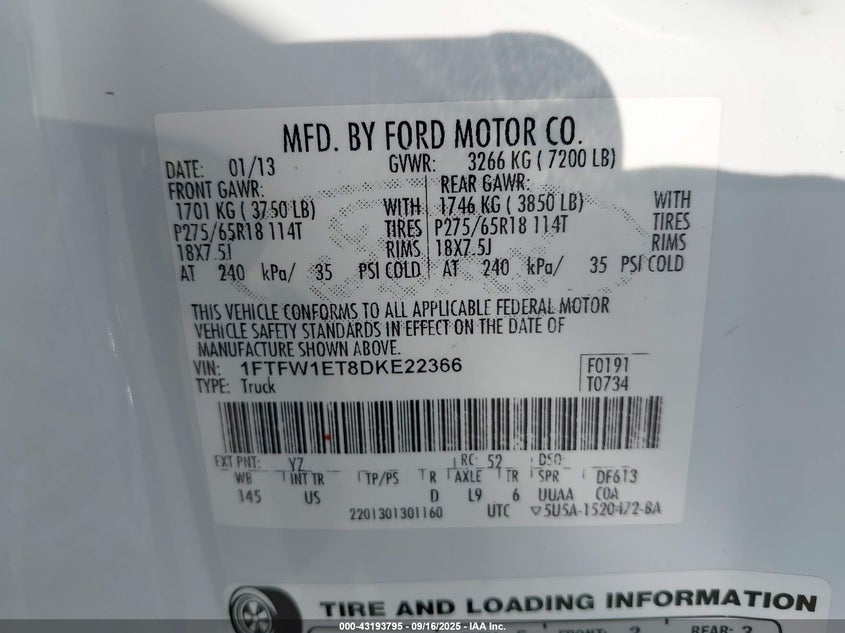 MFD. BY FORD MOTOR CO.
DATE: 01/13 GVWR: 3266 KG ( 7200 LB)
FRONT GAWR: REAR GAWR:
1701 KG ( 3750 LB) WITH 1746 KG ( 3850 LB) WITH
P275/65R18 114T TIRES P275/65R18 114T TIRES
18X7.5J RIMS 18X7.5J RIMS
AT 240 kPa/ 35 PSI COLD AT 240 kPa/ 35 PSI COLD
THIS VEHICLE CONFORMS TO ALL APPLICABLE FEDERAL MOTOR
VEHICLE SAFETY STANDARDS IN EFFECT ON THE DATE OF
MANUFACTURE SHOWN ABOVE.
VIN: 1FTFW1ET8DKE22366 F0191
TYPE: Truck T0734
EXT PNT: YZ RC: 52 DSO:
WB INT TR TP/PS R AXLE TR SPR DF613
145 US D L9 6 UUAA COA
2201301301160 UTC ▽5U5A-1520472-BA
TIRE AND LOADING INFORMATION
000-43193795 - 09/16/2025 - IAA Inc.